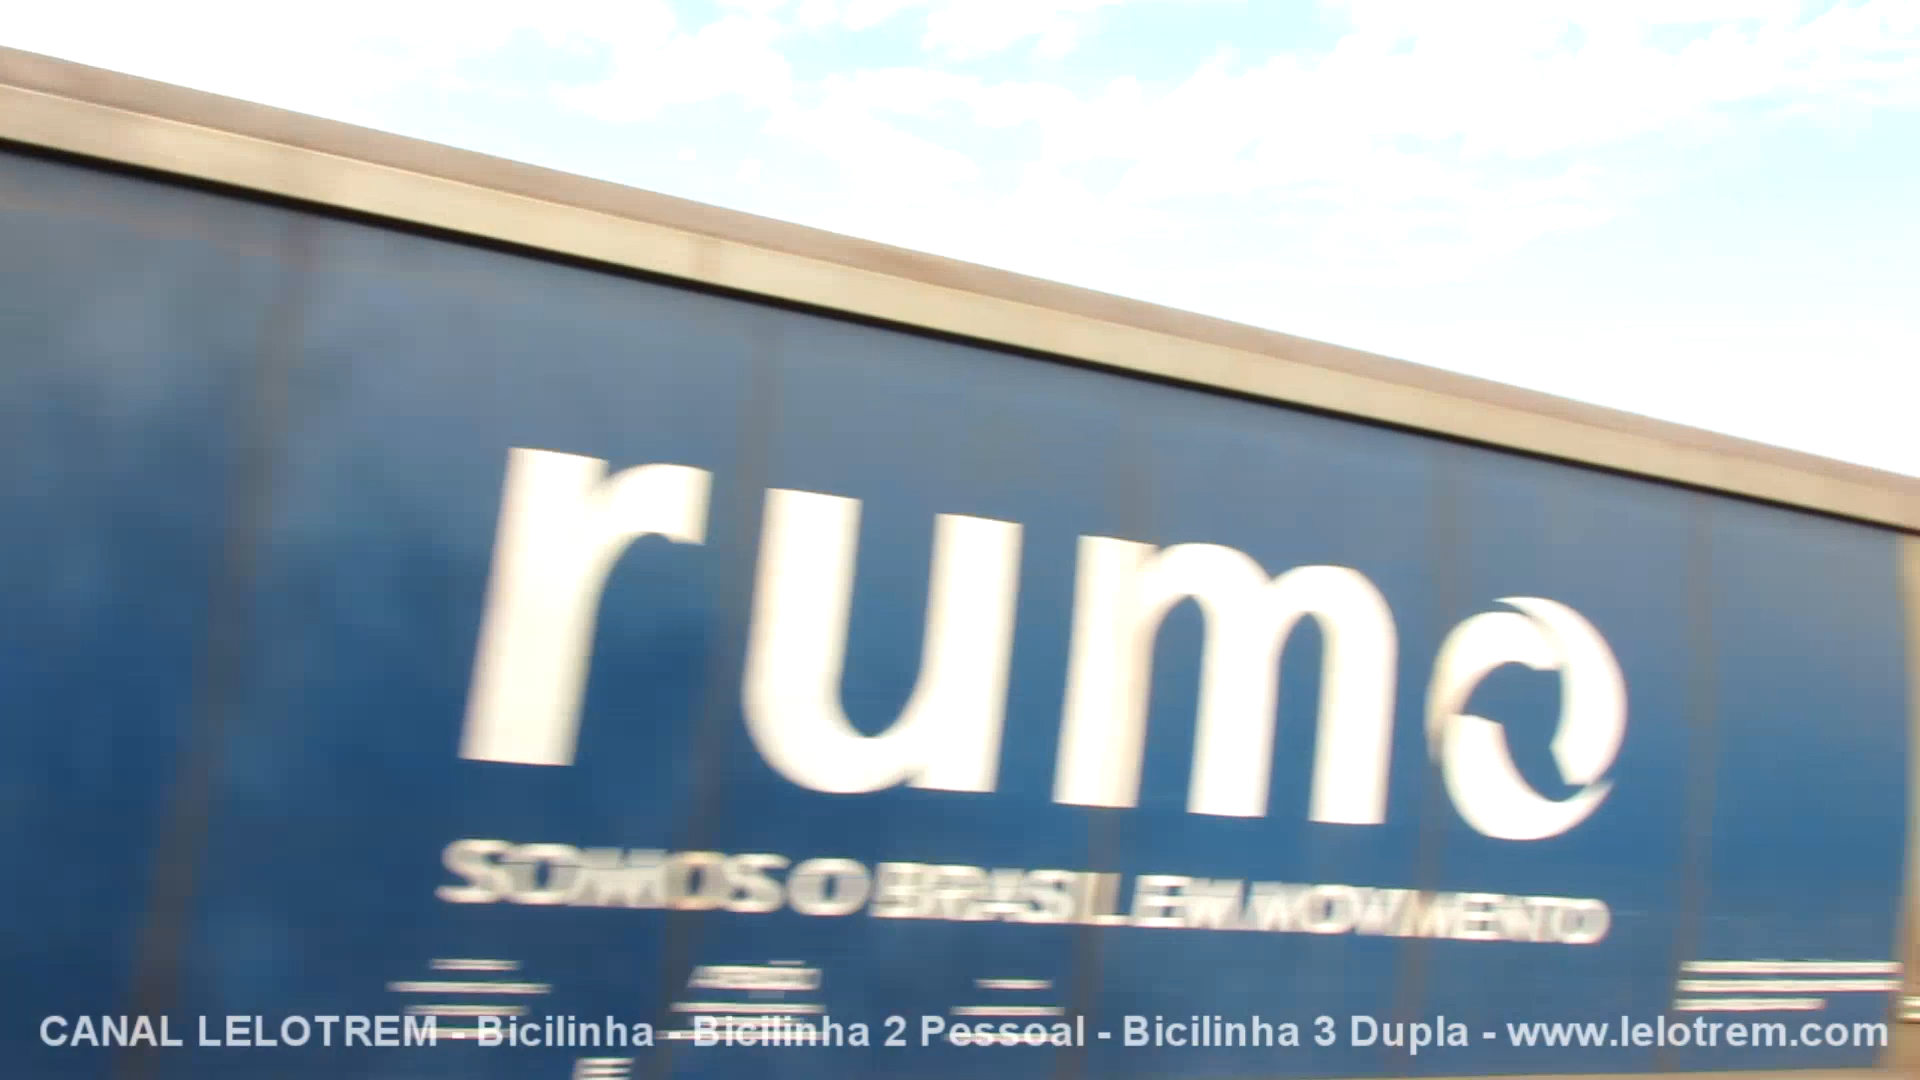 rumo
SOMOS O BRASIL EM MOVIMENTO
CANAL LELOTREM - Bicilinha - Bicilinha 2 Pessoal - Bicilinha 3 Dupla - www.lelotrem.com